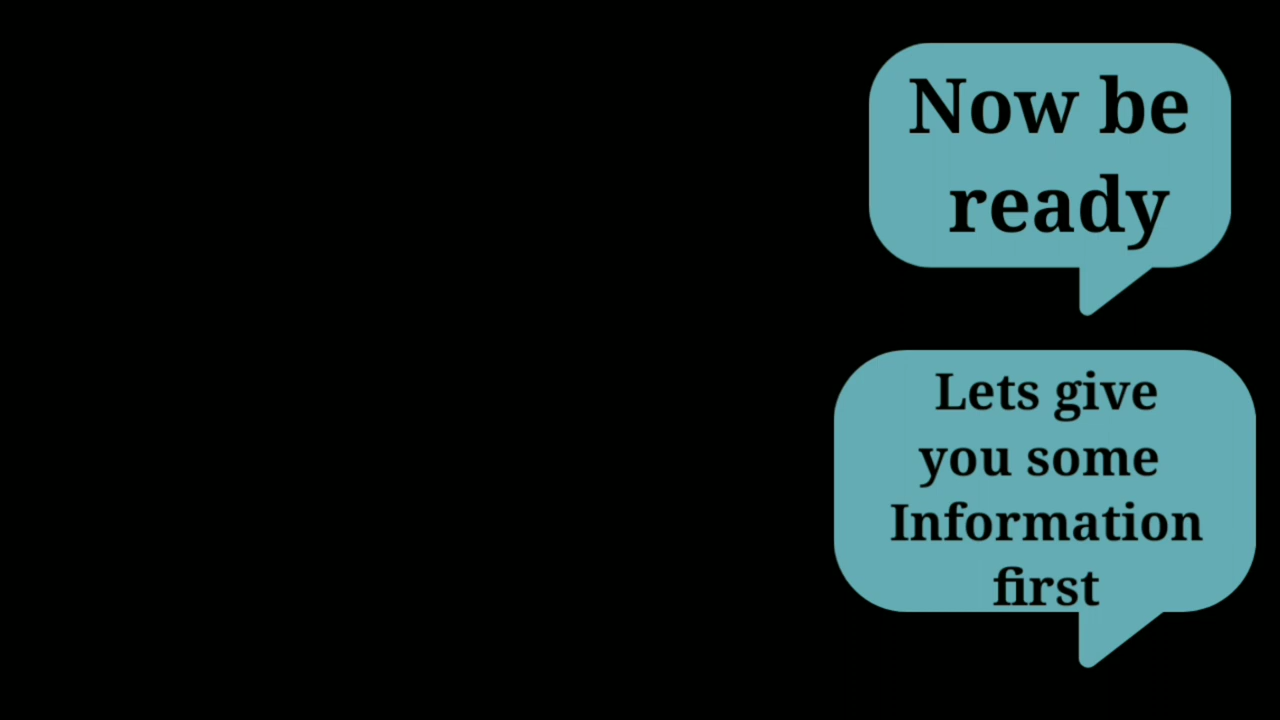 Now be
ready
Lets give
you some
Information
first